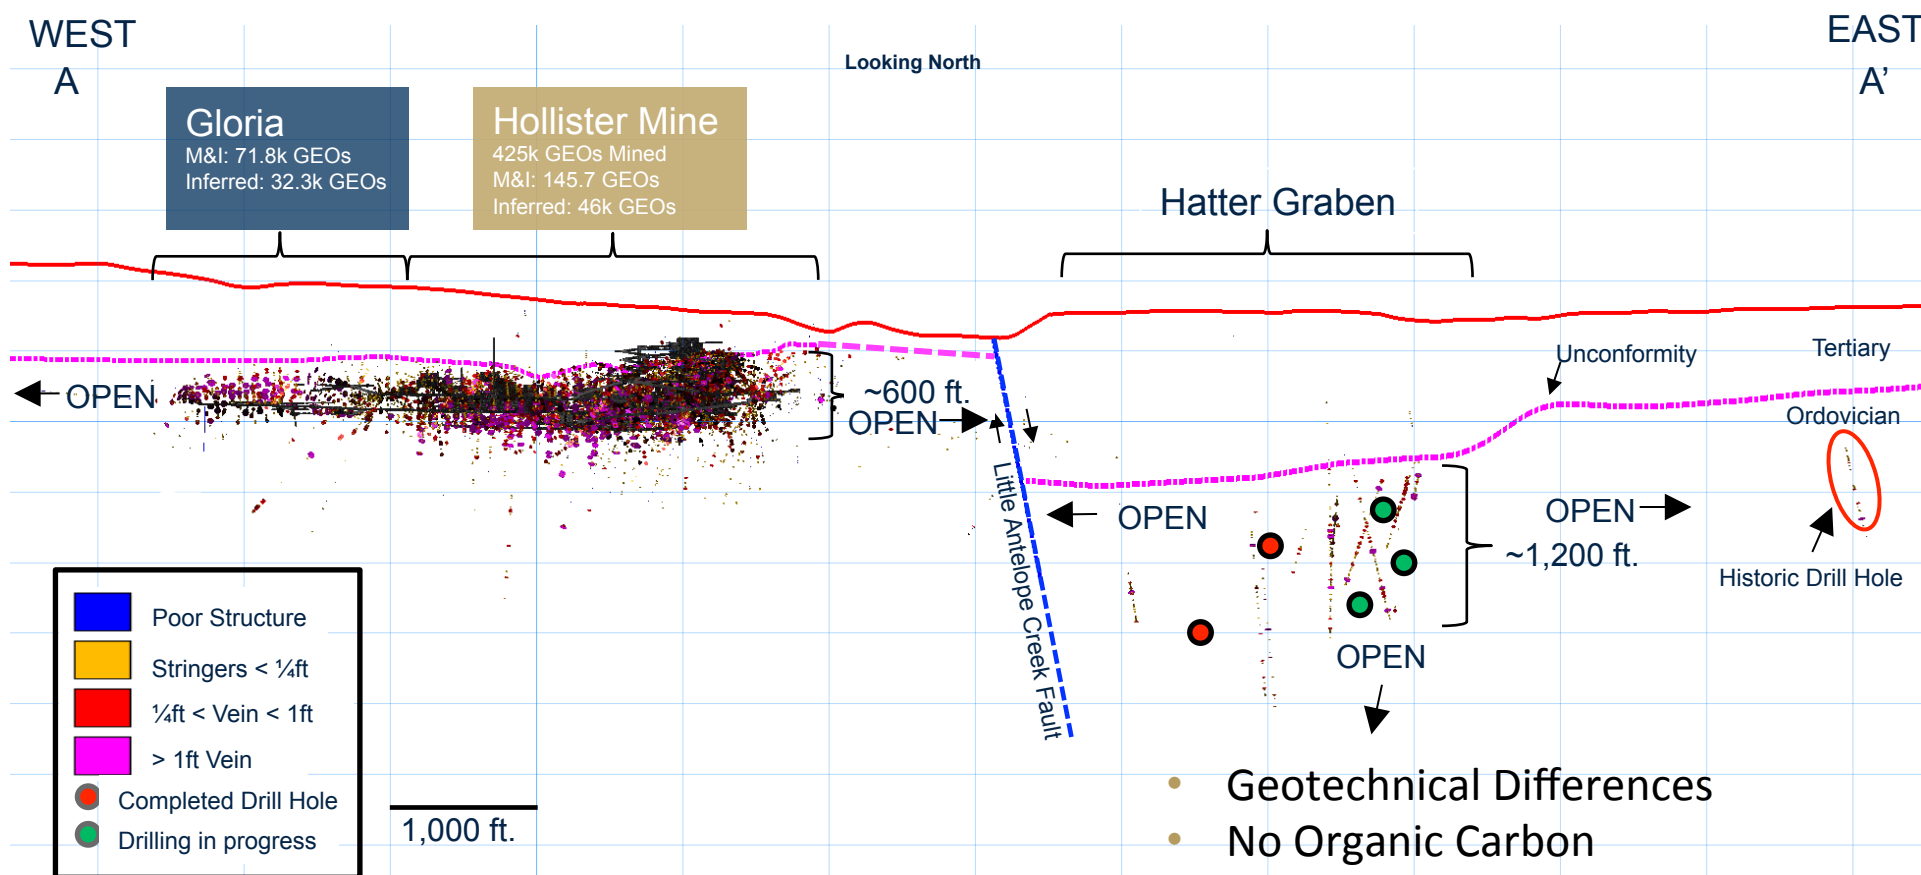 WEST
A
Looking North
EAST
A’
Gloria
M&I: 71.8k GEOs
Inferred: 32.3k GEOs
Hollister Mine
425k GEOs Mined
M&I: 145.7 GEOs
Inferred: 46k GEOs
Hatter Graben
Unconformity
Tertiary
Ordovician
OPEN
~600 ft.
OPEN
Little Antelope Creek Fault
OPEN
OPEN
~1,200 ft.
Historic Drill Hole
OPEN
Poor Structure
Stringers < ¼ft
¼ft < Vein < 1ft
> 1ft Vein
Completed Drill Hole
Drilling in progress
1,000 ft.
• Geotechnical Differences
• No Organic Carbon